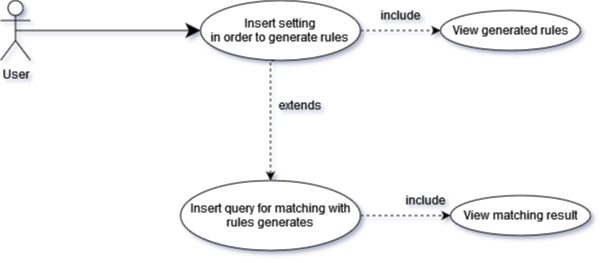 Insert setting
in order to generate rules
include
View generated rules
User
extends
Insert query for matching with
rules generates
include
View matching result